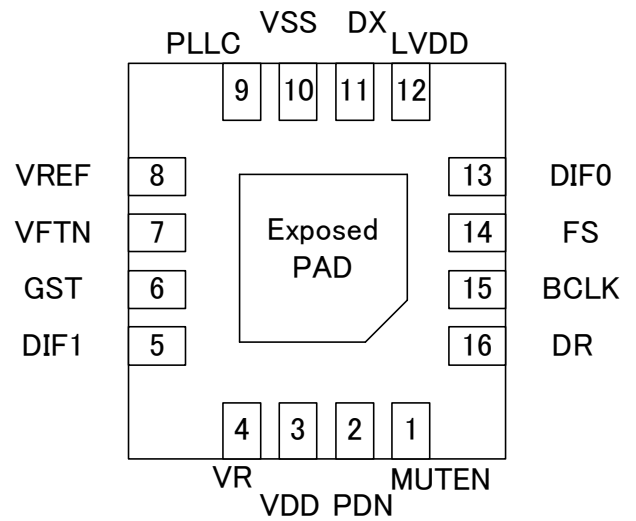 VSS DX
PLLC LVDD
9 10 11 12
VREF 8 13 DIF0
VFTN 7 Exposed 14 FS
PAD
GST 6 15 BCLK
DIF1 5 16 DR
4 3 2 1
VR MUTEN
VDD PDN